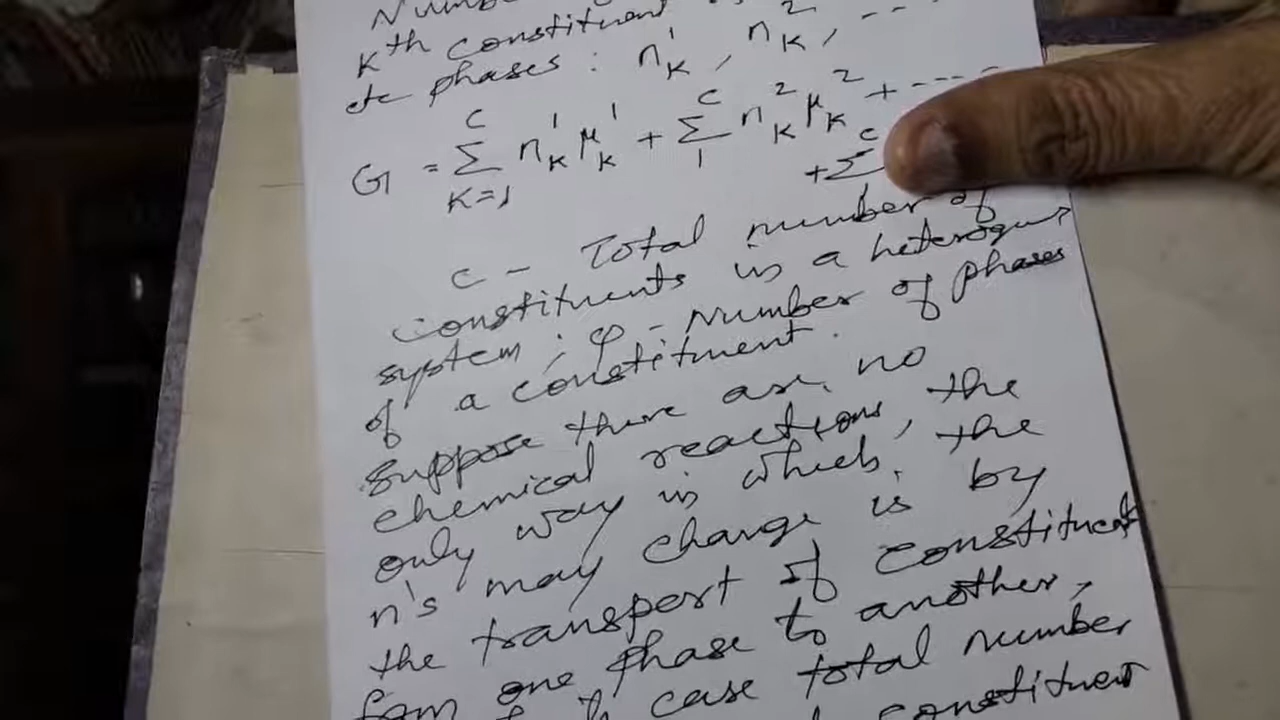 Number
Kth constituent
etc phases : n_K^1, n_K^2, ----
G = Σ_{K=1}^{C} n_K^1 μ_K^1 + Σ_1^C n_K^2 μ_K^2 + ----
+ Σ_1^C
c - Total number of
constituents in a heterogeneous
system ; φ - Number of phases
of a constituent.
Suppose there are no
chemical reactions, the
only way in which the
n's may change is by
the transport of constituent
from one phase to another,
case total number
constituent